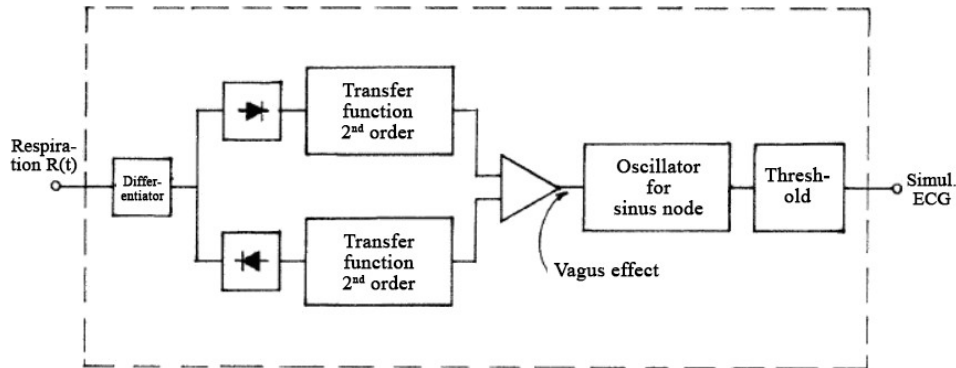 Respira-
tion R(t)
Differ-
entiator
Transfer
function
2nd order
Transfer
function
2nd order
Vagus effect
Oscillator
for
sinus node
Thresh-
old
Simul.
ECG